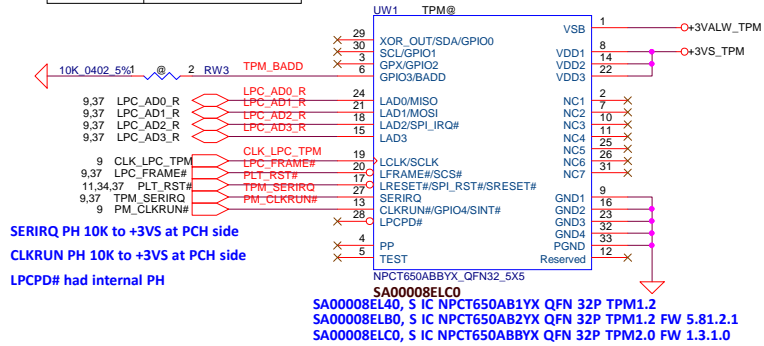 UW1 TPM@
29 XOR_OUT/SDA/GPIO0
30 SCL/GPIO1
3 GPX/GPIO2
6 GPIO3/BADD
10K_0402_5% 1 @ 2 RW3 TPM_BADD
9,37 LPC_AD0_R LPC_AD0_R 24 LAD0/MISO
9,37 LPC_AD1_R LPC_AD1_R 21 LAD1/MOSI
9,37 LPC_AD2_R LPC_AD2_R 18 LAD2/SPI_IRQ#
9,37 LPC_AD3_R LPC_AD3_R 15 LAD3
9 CLK_LPC_TPM CLK_LPC_TPM 19 LCLK/SCLK
9,37 LPC_FRAME# LPC_FRAME# 20 LFRAME#/SCS#
11,34,37 PLT_RST# PLT_RST# 17 LRESET#/SPI_RST#/SRESET#
9,37 TPM_SERIRQ TPM_SERIRQ 27 SERIRQ
9 PM_CLKRUN# PM_CLKRUN# 13 CLKRUN#/GPIO4/SINT#
28 LPCPD#
4 PP
5 TEST
VSB 1 +3VALW_TPM
VDD1 8 +3VS_TPM
VDD2 14
VDD3 22
NC1 2
NC2 7
NC3 10
NC4 11
NC5 25
NC6 26
NC7 31
GND1 9
GND2 16
GND3 23
GND4 32
PGND 33
Reserved 12
SERIRQ PH 10K to +3VS at PCH side
CLKRUN PH 10K to +3VS at PCH side
LPCPD# had internal PH
NPCT650ABBYX_QFN32_5X5
SA00008ELC0
SA00008EL40, S IC NPCT650AB1YX QFN 32P TPM1.2
SA00008ELB0, S IC NPCT650AB2YX QFN 32P TPM1.2 FW 5.81.2.1
SA00008ELC0, S IC NPCT650ABBYX QFN 32P TPM2.0 FW 1.3.1.0